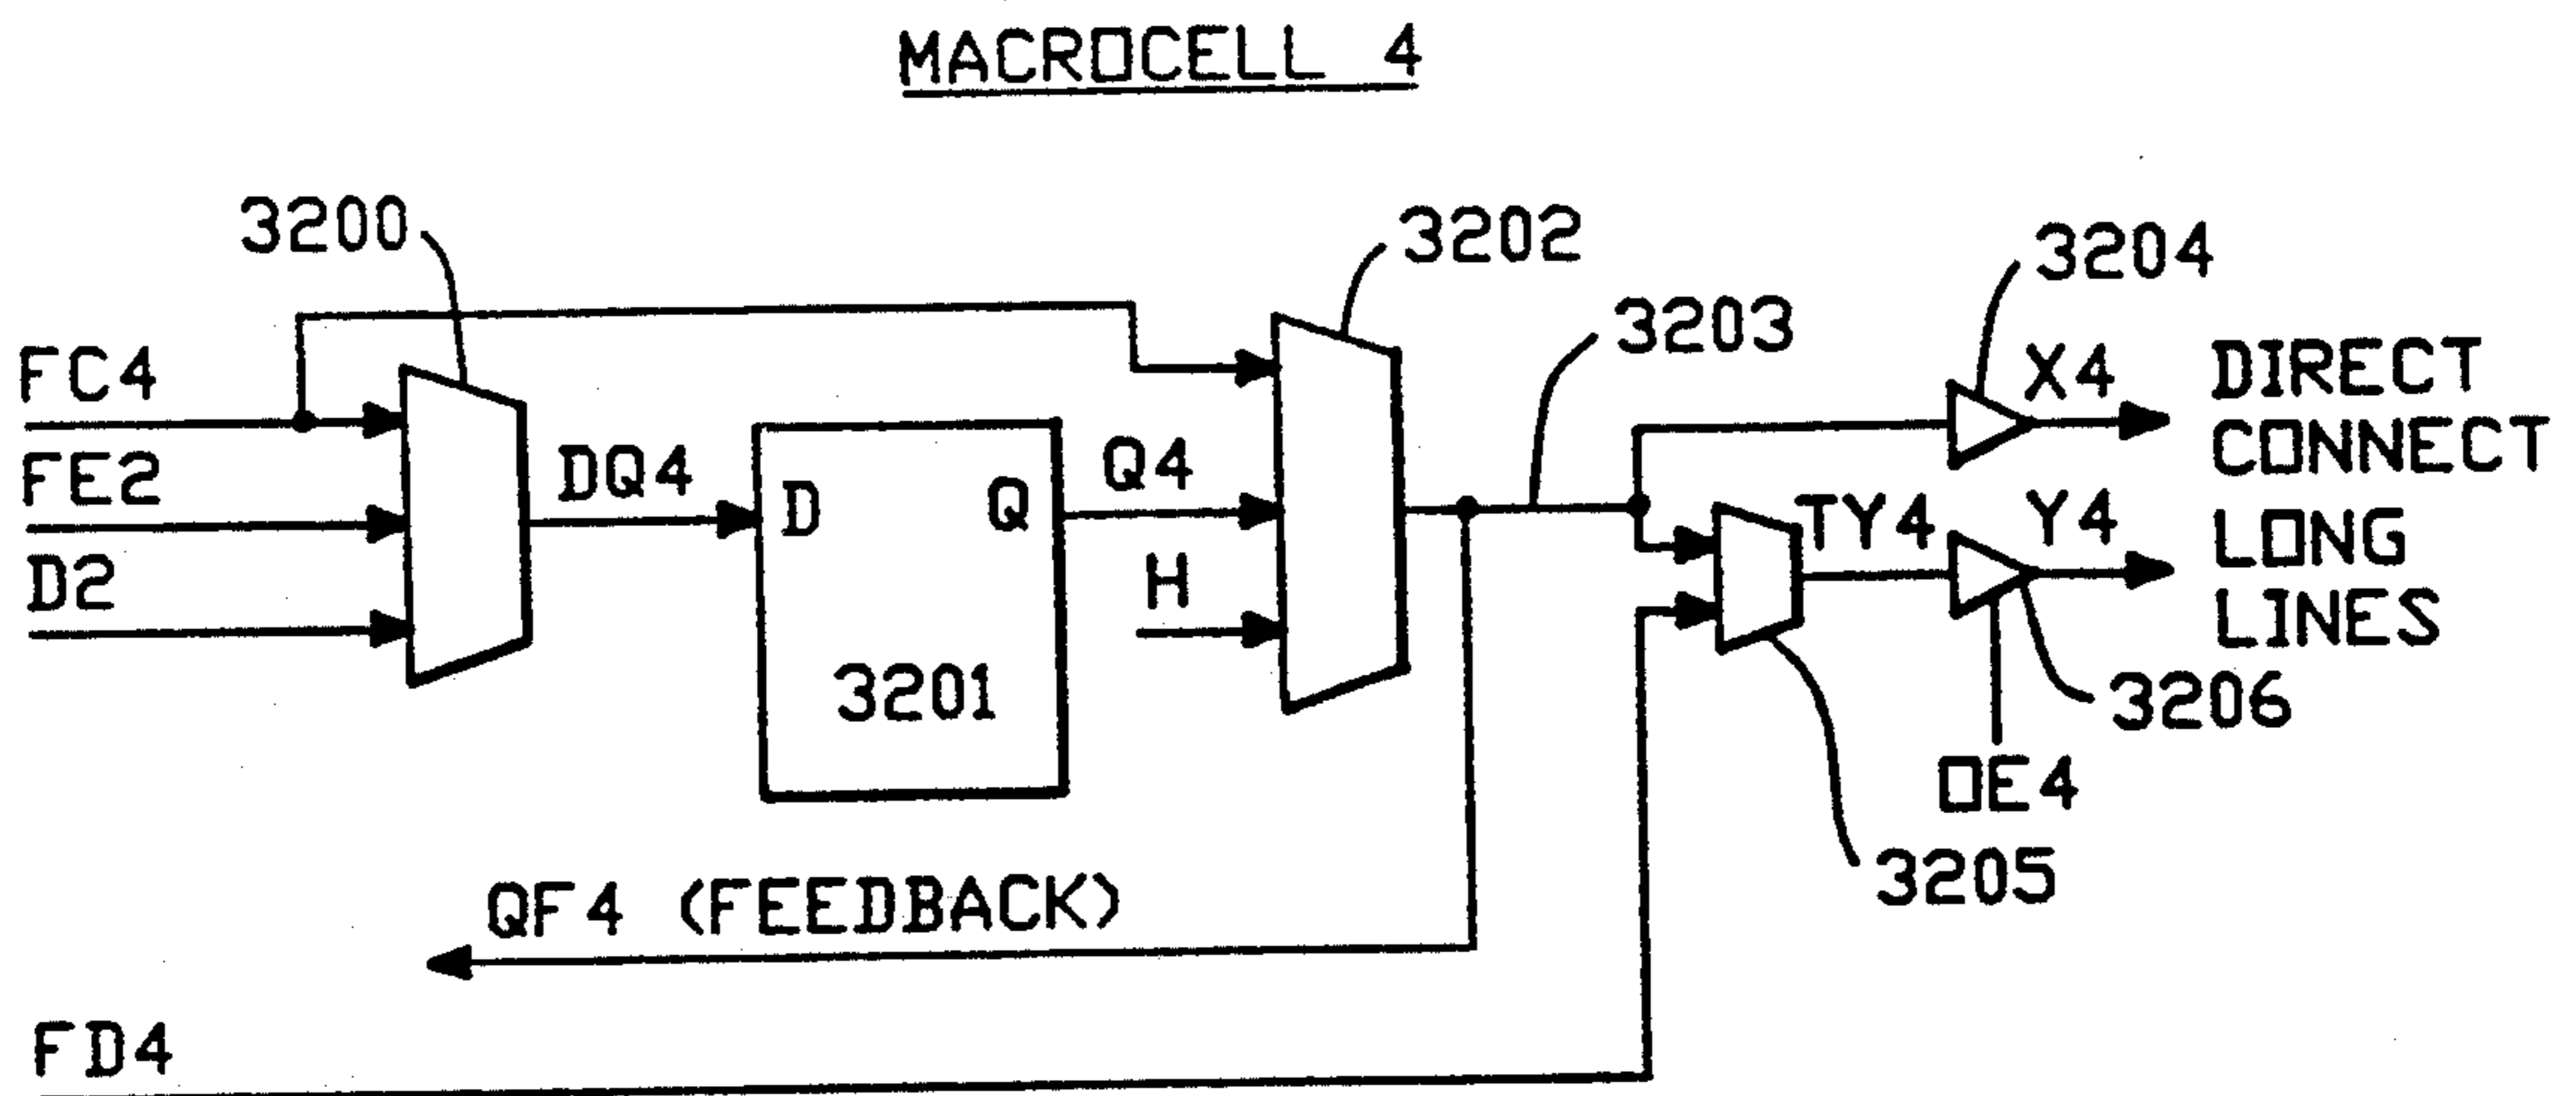 MACROCELL 4
3200
3202
3204
3203
FC4
X4
DIRECT
CONNECT
FE2
DQ4
D
Q
Q4
TY4
Y4
LONG
LINES
D2
H
3201
3206
OE4
3205
QF4 (FEEDBACK)
FD4